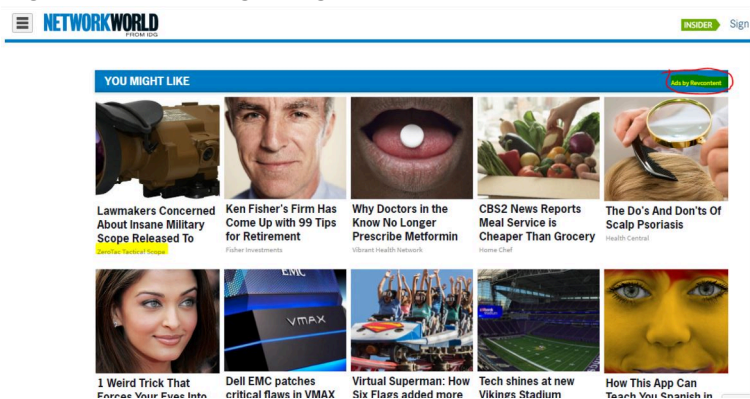 NETWORKWORLD
FROM IDG
INSIDER
Sign
YOU MIGHT LIKE
Ads by Revcontent
Lawmakers Concerned
About Insane Military
Scope Released To
ZeroTac Tactical Scope
Ken Fisher's Firm Has
Come Up with 99 Tips
for Retirement
Fisher Investments
Why Doctors in the
Know No Longer
Prescribe Metformin
Vibrant Health Network
CBS2 News Reports
Meal Service is
Cheaper Than Grocery
Home Chef
The Do's And Don'ts Of
Scalp Psoriasis
Health Central
EMC
VMAX
1 Weird Trick That
Forces Your Eyes Into
Dell EMC patches
critical flaws in VMAX
Virtual Superman: How
Six Flags added more
Tech shines at new
Vikings Stadium
How This App Can
Teach You Spanish in